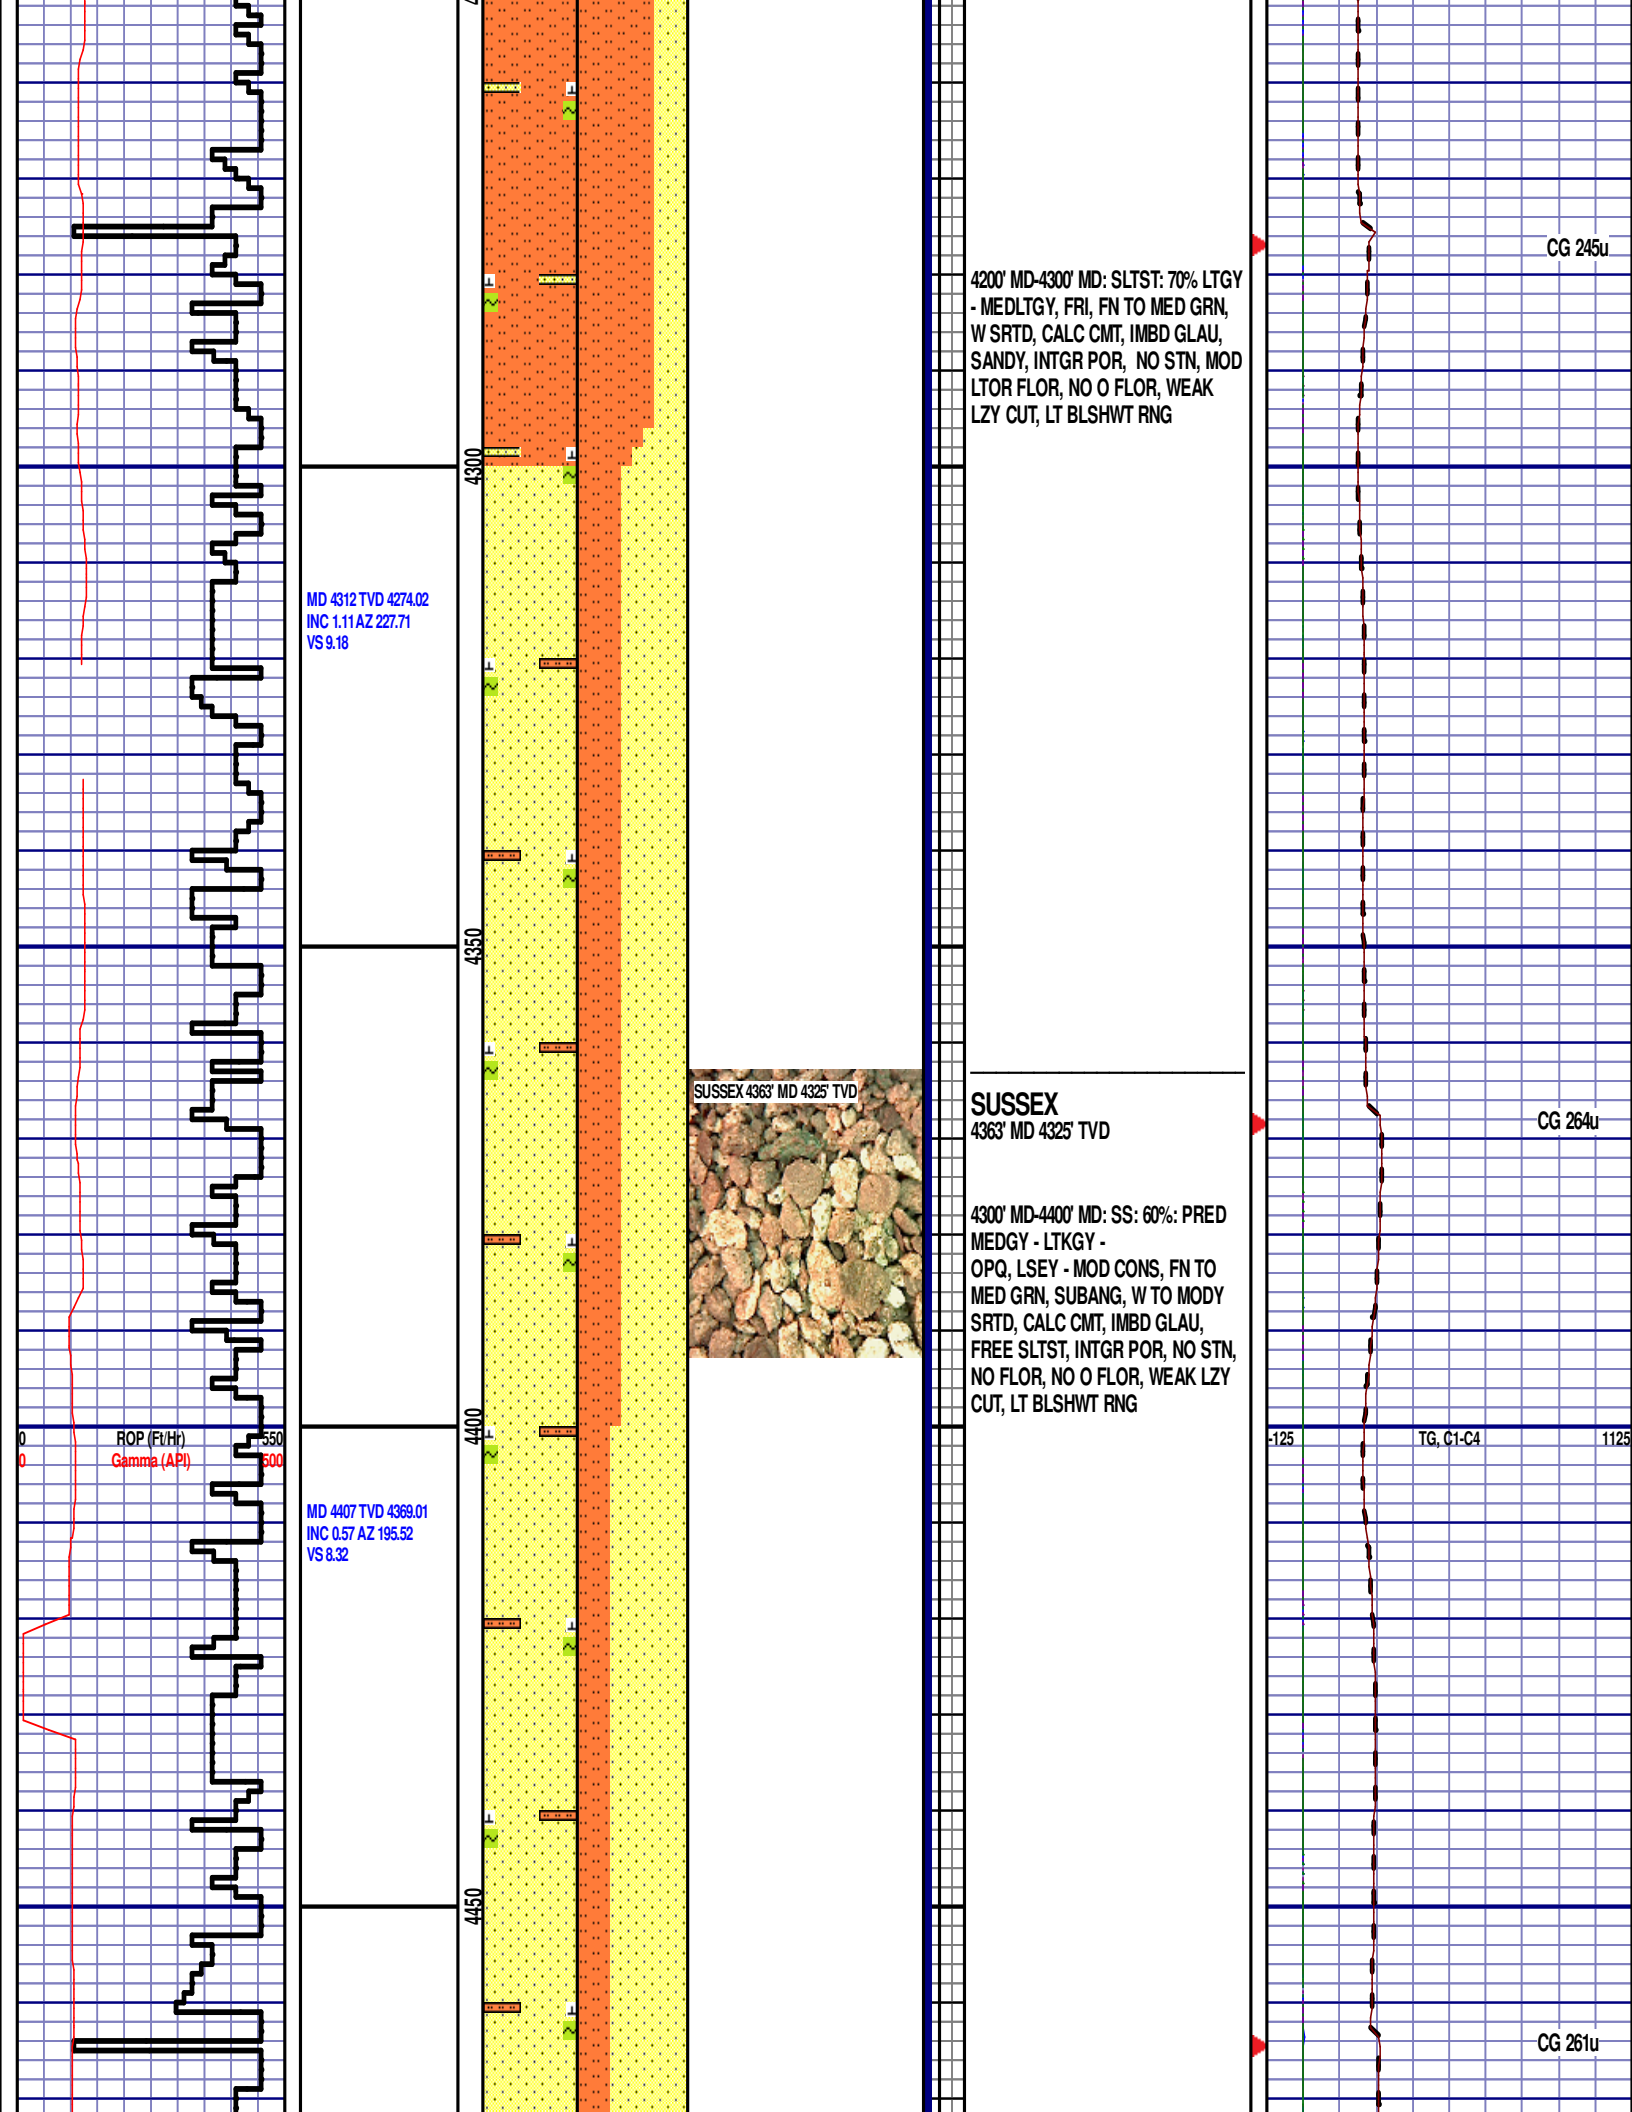 CG 245u
4200' MD-4300' MD: SLTST: 70% LTGY
- MEDLTGY, FRI, FN TO MED GRN,
W SRTD, CALC CMT, IMBD GLAU,
SANDY, INTGR POR, NO STN, MOD
LTOR FLOR, NO O FLOR, WEAK
LZY CUT, LT BLSHWT RNG
4300
MD 4312 TVD 4274.02
INC 1.11 AZ 227.71
VS 9.18
4350
SUSSEX 4363' MD 4325' TVD
SUSSEX
4363' MD 4325' TVD
CG 264u
4300' MD-4400' MD: SS: 60%: PRED
MEDGY - LTKGY -
OPQ, LSEY - MOD CONS, FN TO
MED GRN, SUBANG, W TO MODY
SRTD, CALC CMT, IMBD GLAU,
FREE SLTST, INTGR POR, NO STN,
NO FLOR, NO O FLOR, WEAK LZY
CUT, LT BLSHWT RNG
4400
0 ROP (Ft/Hr) 550
0 Gamma (API) 500
-125 TG, C1-C4 1125
MD 4407 TVD 4369.01
INC 0.57 AZ 195.52
VS 8.32
4450
CG 261u